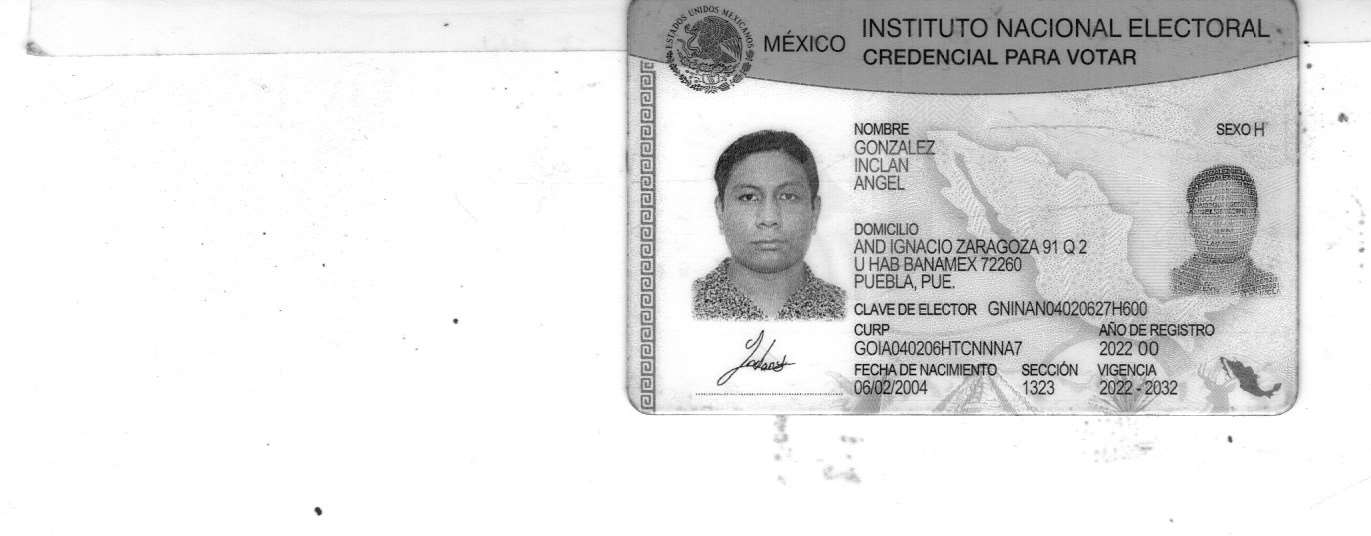 ESTADOS UNIDOS MEXICANOS
MÉXICO
INSTITUTO NACIONAL ELECTORAL
CREDENCIAL PARA VOTAR
NOMBRE
SEXO H
GONZALEZ
INCLAN
ANGEL
DOMICILIO
AND IGNACIO ZARAGOZA 91 Q 2
U HAB BANAMEX 72260
PUEBLA, PUE.
CLAVE DE ELECTOR GNINAN04020627H600
CURP AÑO DE REGISTRO
GOIA040206HTCNNNA7 2022 00
FECHA DE NACIMIENTO SECCIÓN VIGENCIA
06/02/2004 1323 2022 - 2032